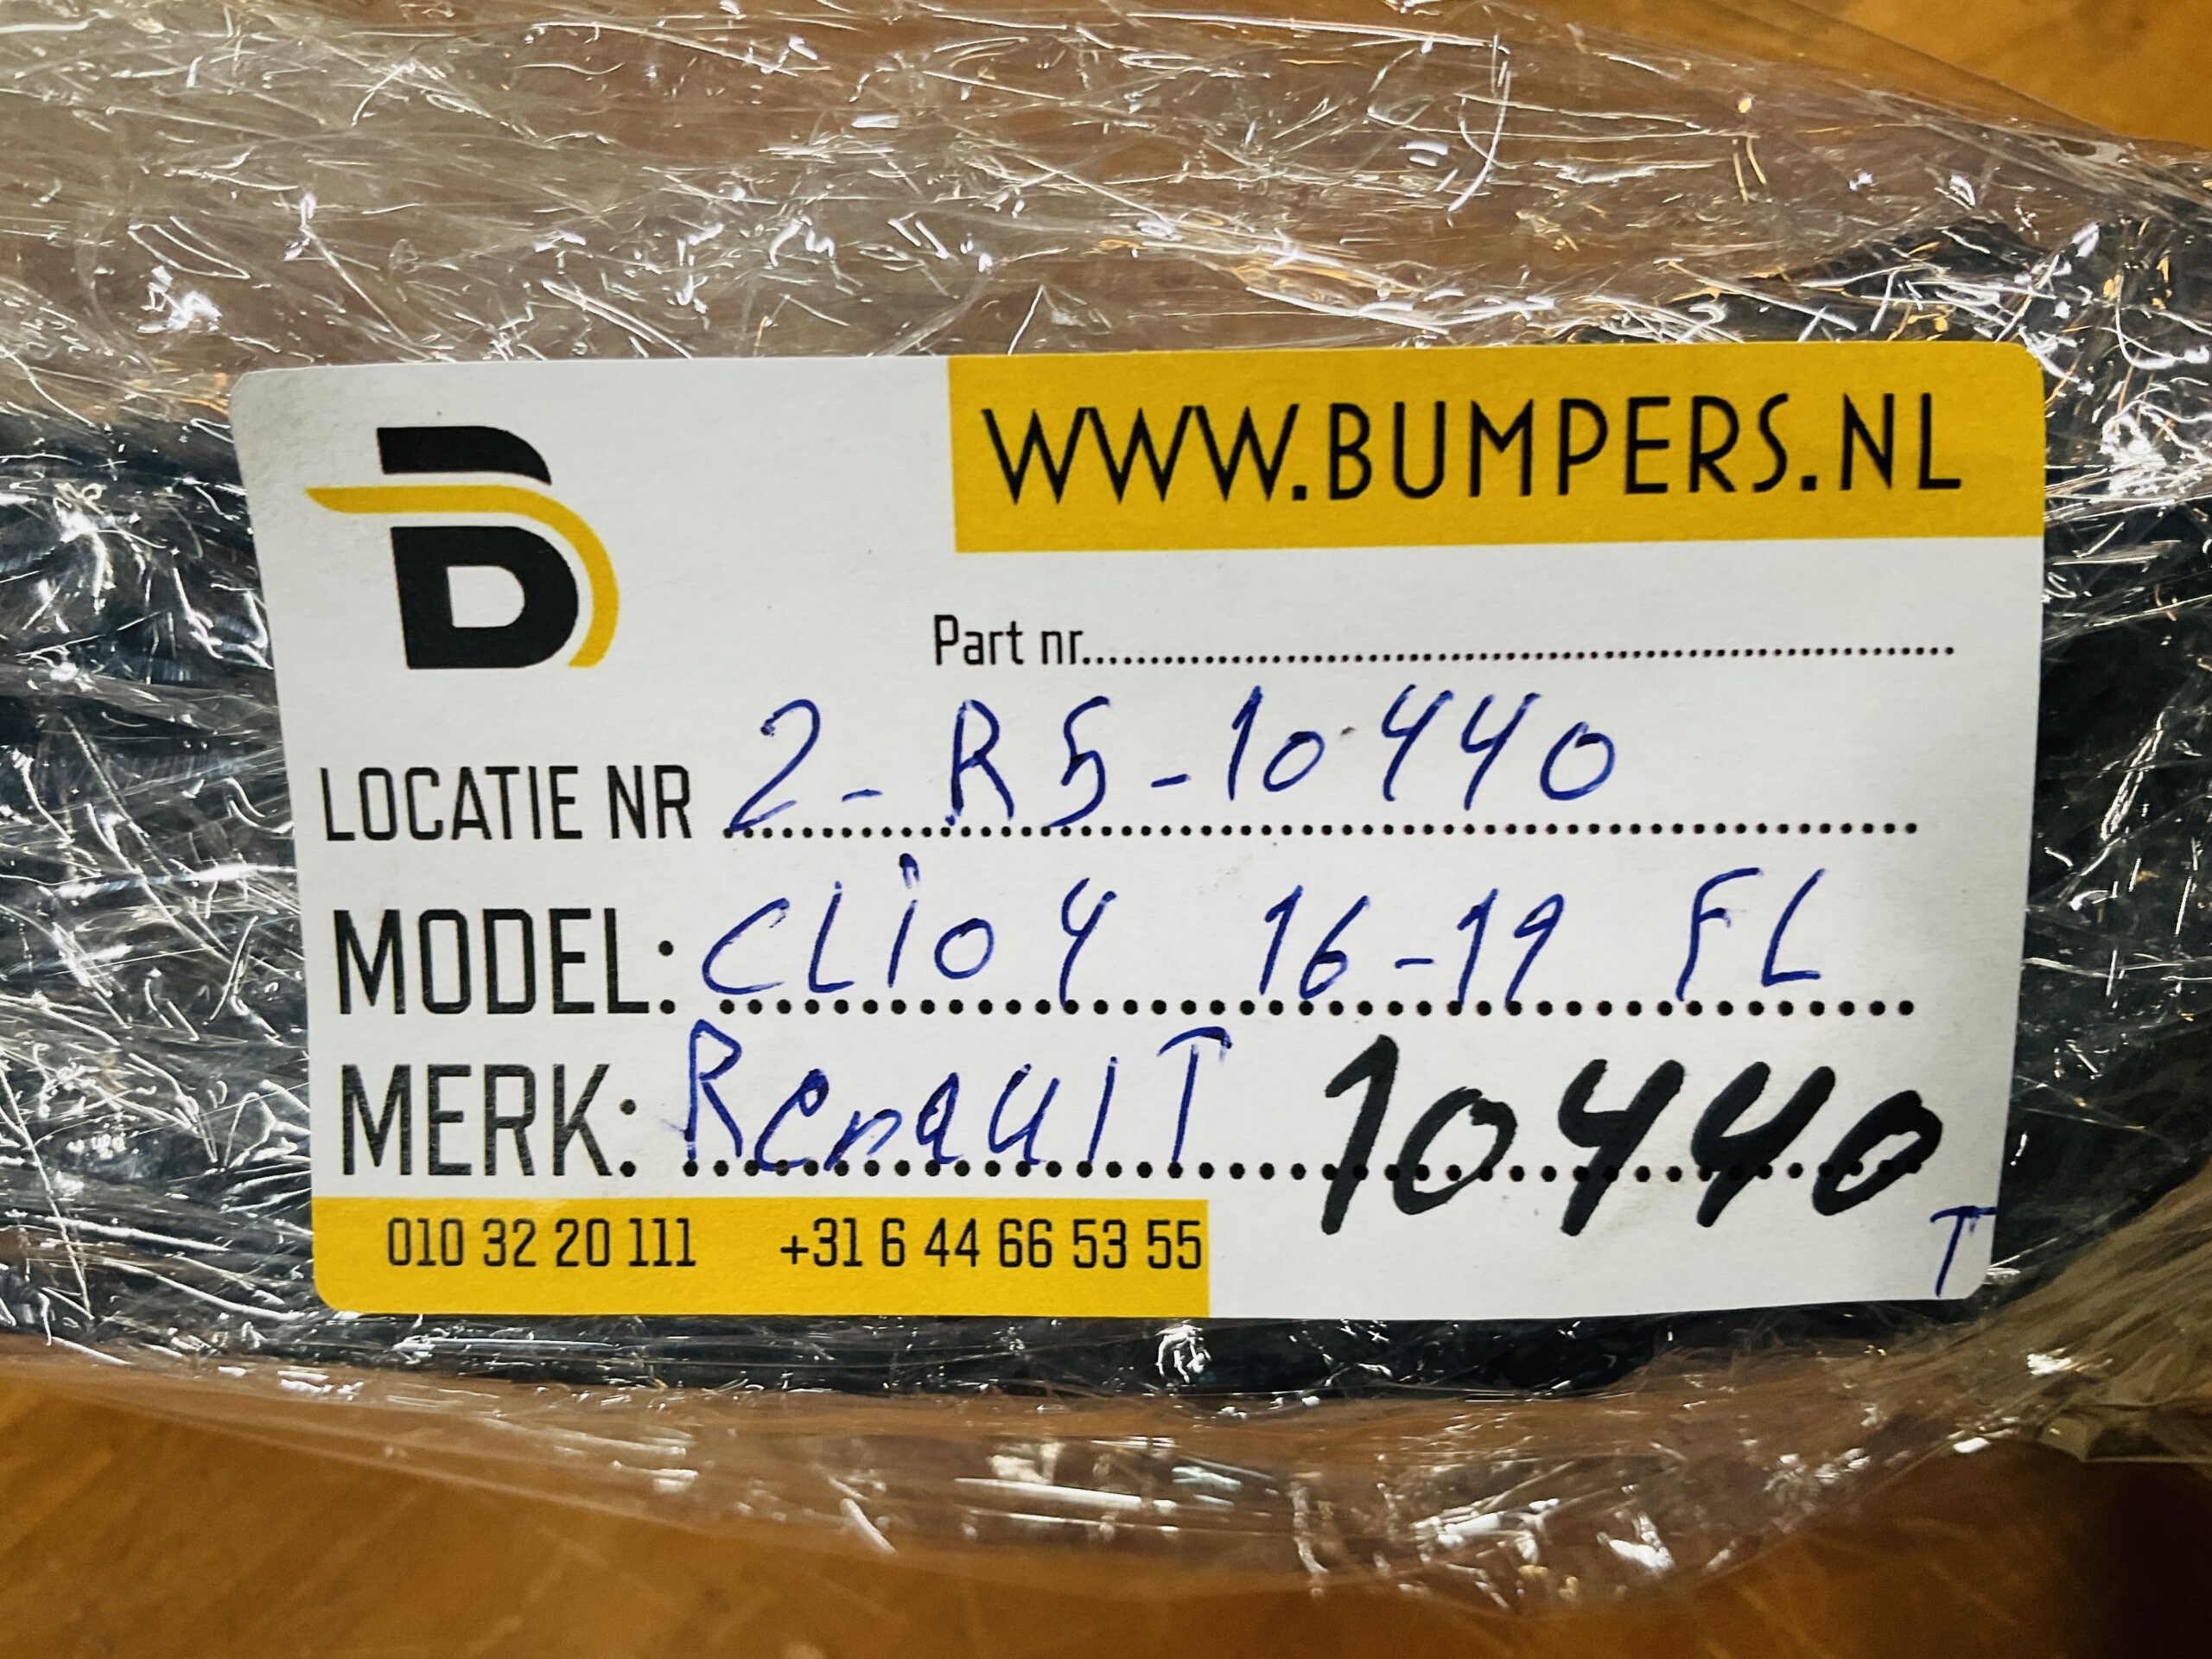 WWW.BUMPERS.NL
Part nr.
LOCATIE NR 2-R5-10440
MODEL: CLio 4 16-19 FL
MERK: RenaulT 10440
T
010 32 20 111 +31 6 44 66 53 55